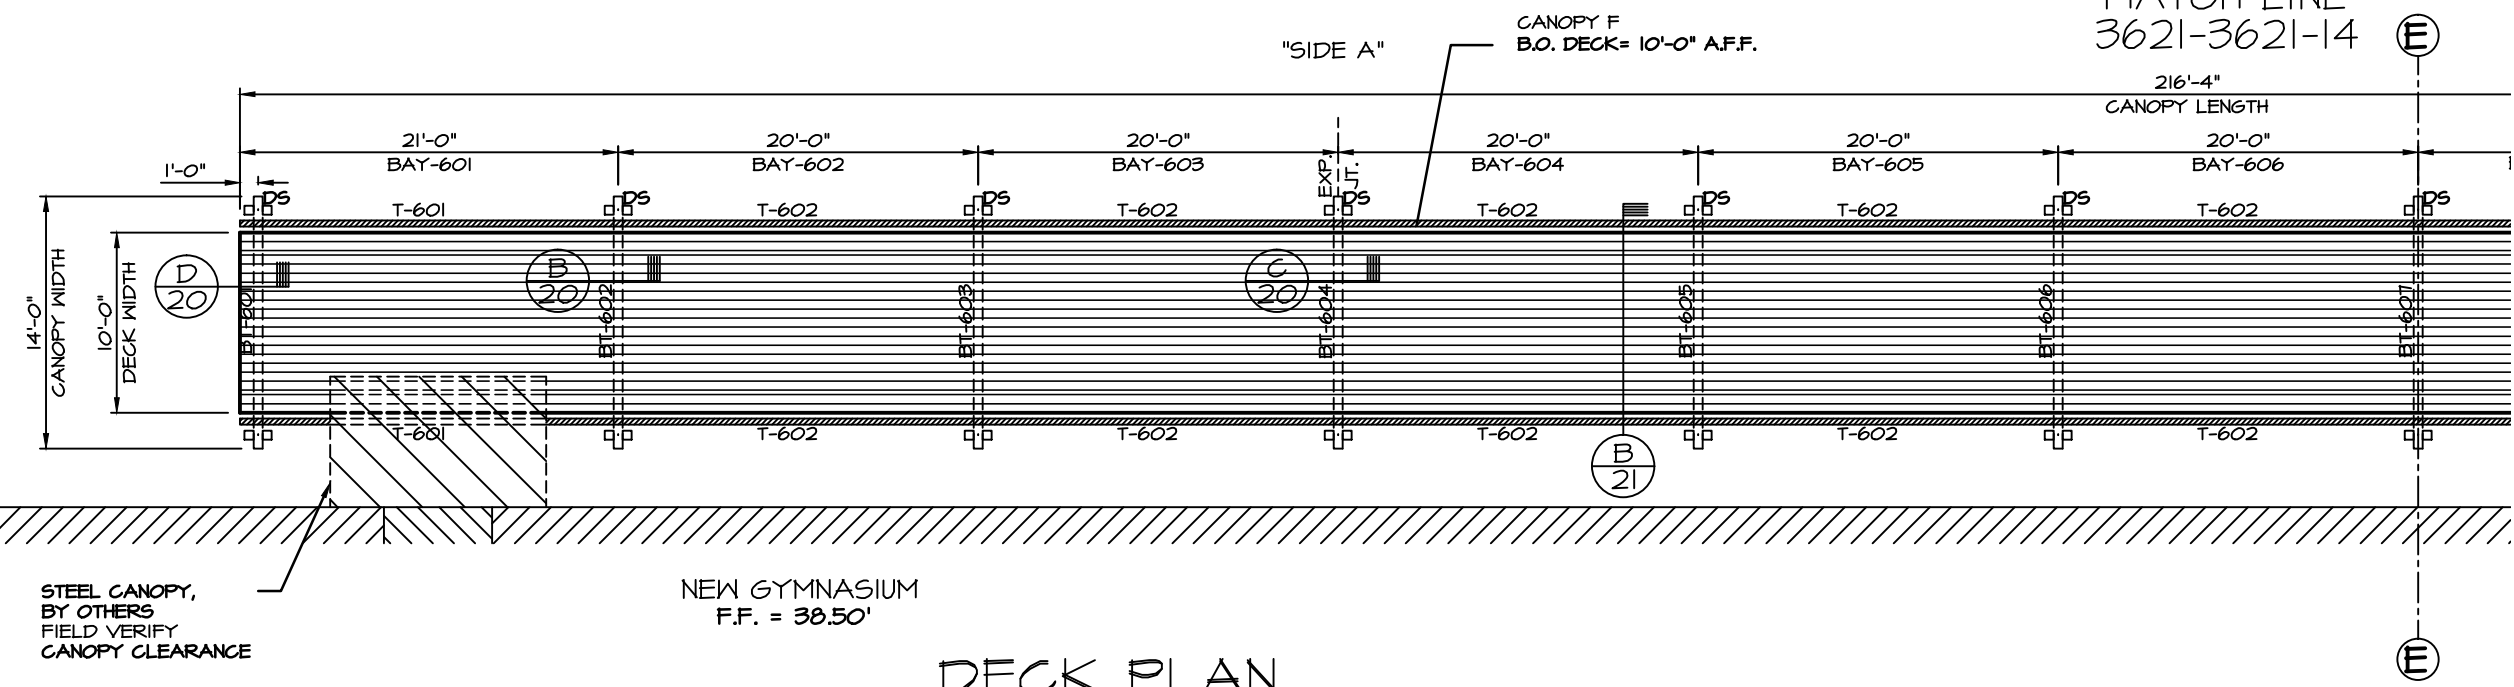 MATCH LINE
3621-3621-14
E
CANOPY F
B.O. DECK= 10'-0" A.F.F.
"SIDE A"
216'-4"
CANOPY LENGTH
21'-0"
BAY-601
20'-0"
BAY-602
20'-0"
BAY-603
20'-0"
BAY-604
20'-0"
BAY-605
20'-0"
BAY-606
EXP.
JT.
1'-0"
DS
DS
DS
DS
DS
DS
DS
T-601
T-602
T-602
T-602
T-602
T-602
14'-0"
CANOPY WIDTH
10'-0"
DECK WIDTH
D
20
B
20
C
20
BT-601
BT-602
BT-603
BT-604
BT-605
BT-606
BT-607
T-601
T-602
T-602
T-602
T-602
T-602
B
21
STEEL CANOPY,
BY OTHERS
FIELD VERIFY
CANOPY CLEARANCE
NEW GYMNASIUM
F.F. = 38.50'
DECK PLAN
E